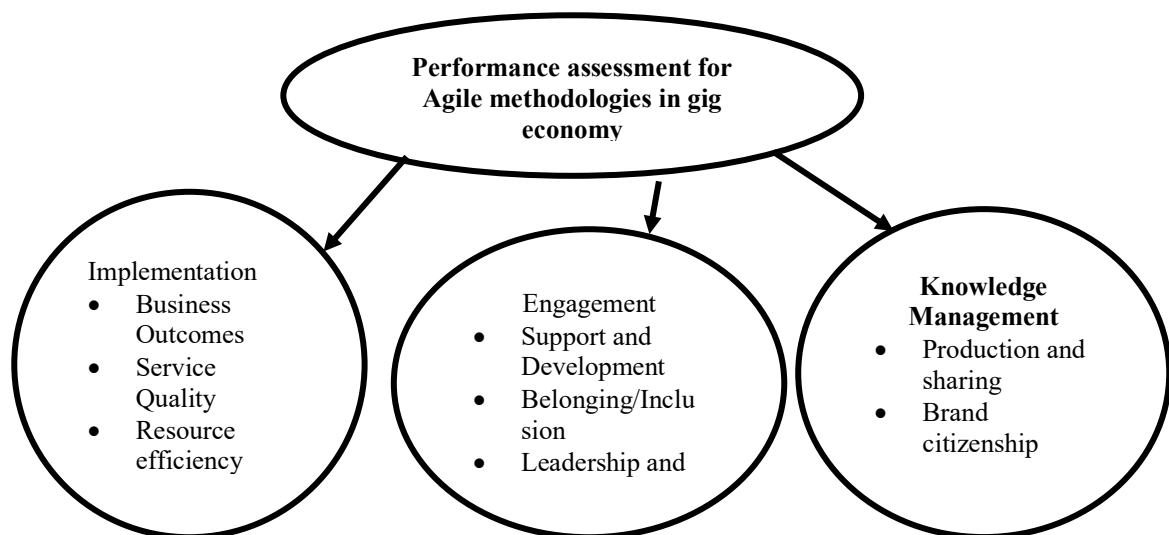 Performance assessment for
Agile methodologies in gig
economy
Implementation
• Business
Outcomes
• Service
Quality
• Resource
efficiency
Engagement
• Support and
Development
• Belonging/Inclu
sion
• Leadership and
Knowledge
Management
• Production and
sharing
• Brand
citizenship